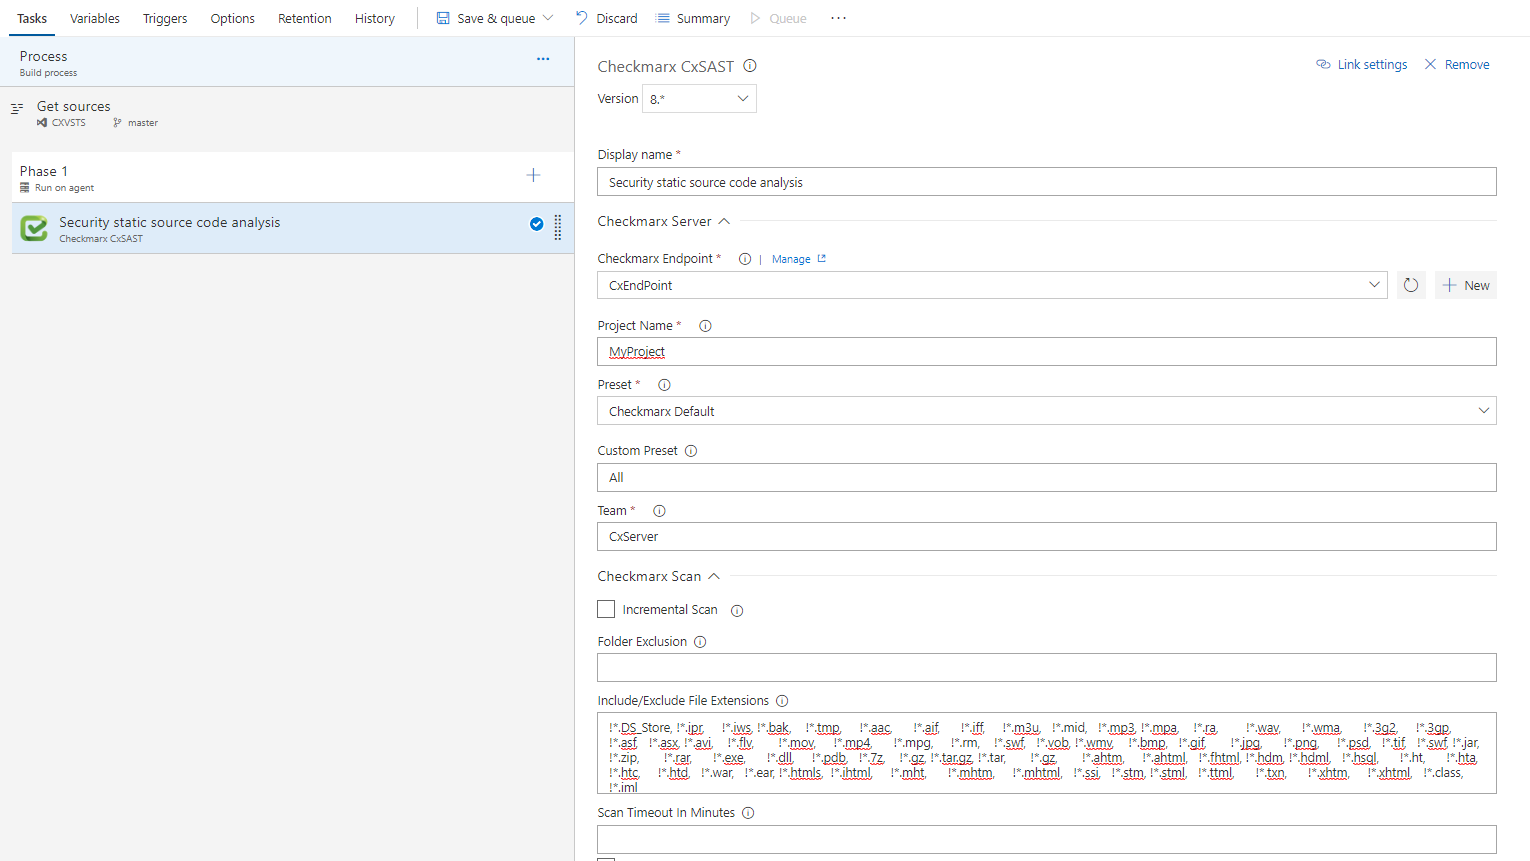 Tasks Variables Triggers Options Retention History Save & queue Discard Summary Queue ...
Process
Build process
...
Get sources
CXVSTS master
Phase 1
Run on agent
Security static source code analysis
Checkmarx CxSAST
Checkmarx CxSAST
Link settings Remove
Version 8.*
Display name *
Security static source code analysis
Checkmarx Server
Checkmarx Endpoint * | Manage
CxEndPoint
New
Project Name *
MyProject
Preset *
Checkmarx Default
Custom Preset
All
Team *
CxServer
Checkmarx Scan
Incremental Scan
Folder Exclusion
Include/Exclude File Extensions
!*.DS_Store, !*.ipr, !*.iws, !*.bak, !*.tmp, !*.aac, !*.aif, !*.iff, !*.m3u, !*.mid, !*.mp3, !*.mpa, !*.ra, !*.wav, !*.wma, !*.3g2, !*.3gp,
!*.asf, !*.asx, !*.avi, !*.flv, !*.mov, !*.mp4, !*.mpg, !*.rm, !*.swf, !*.vob, !*.wmv, !*.bmp, !*.gif, !*.jpg, !*.png, !*.psd, !*.tif, !*.swf, !*.jar,
!*.zip, !*.rar, !*.exe, !*.dll, !*.pdb, !*.7z, !*.gz, !*.tar.gz, !*.tar, !*.gz, !*.ahtm, !*.ahtml, !*.fhtml, !*.hdm, !*.hdml, !*.hsql, !*.ht, !*.hta,
!*.htc, !*.htd, !*.war, !*.ear, !*.htmls, !*.ihtml, !*.mht, !*.mhtm, !*.mhtml, !*.ssi, !*.stm, !*.stml, !*.ttml, !*.txn, !*.xhtm, !*.xhtml, !*.class,
!*.iml
Scan Timeout In Minutes